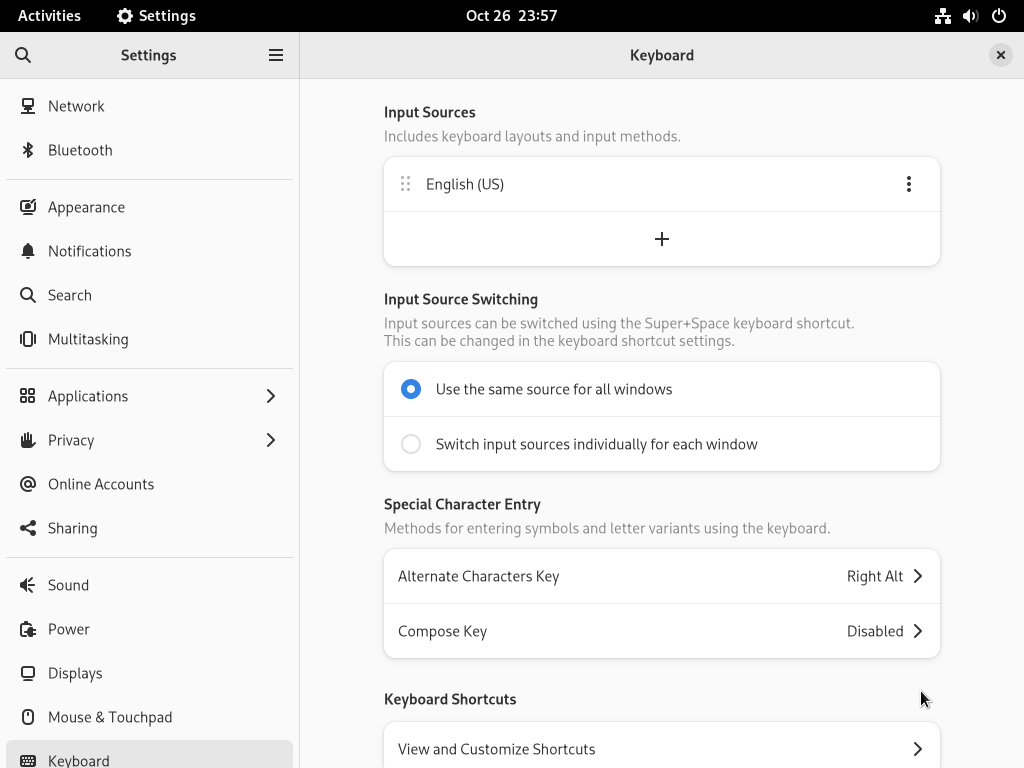 Activities
Settings
Oct 26 23:57
Settings
Keyboard
Network
Bluetooth
Appearance
Notifications
Search
Multitasking
Applications
Privacy
Online Accounts
Sharing
Sound
Power
Displays
Mouse & Touchpad
Keyboard
Input Sources
Includes keyboard layouts and input methods.
English (US)
Input Source Switching
Input sources can be switched using the Super+Space keyboard shortcut.
This can be changed in the keyboard shortcut settings.
Use the same source for all windows
Switch input sources individually for each window
Special Character Entry
Methods for entering symbols and letter variants using the keyboard.
Alternate Characters Key Right Alt
Compose Key Disabled
Keyboard Shortcuts
View and Customize Shortcuts